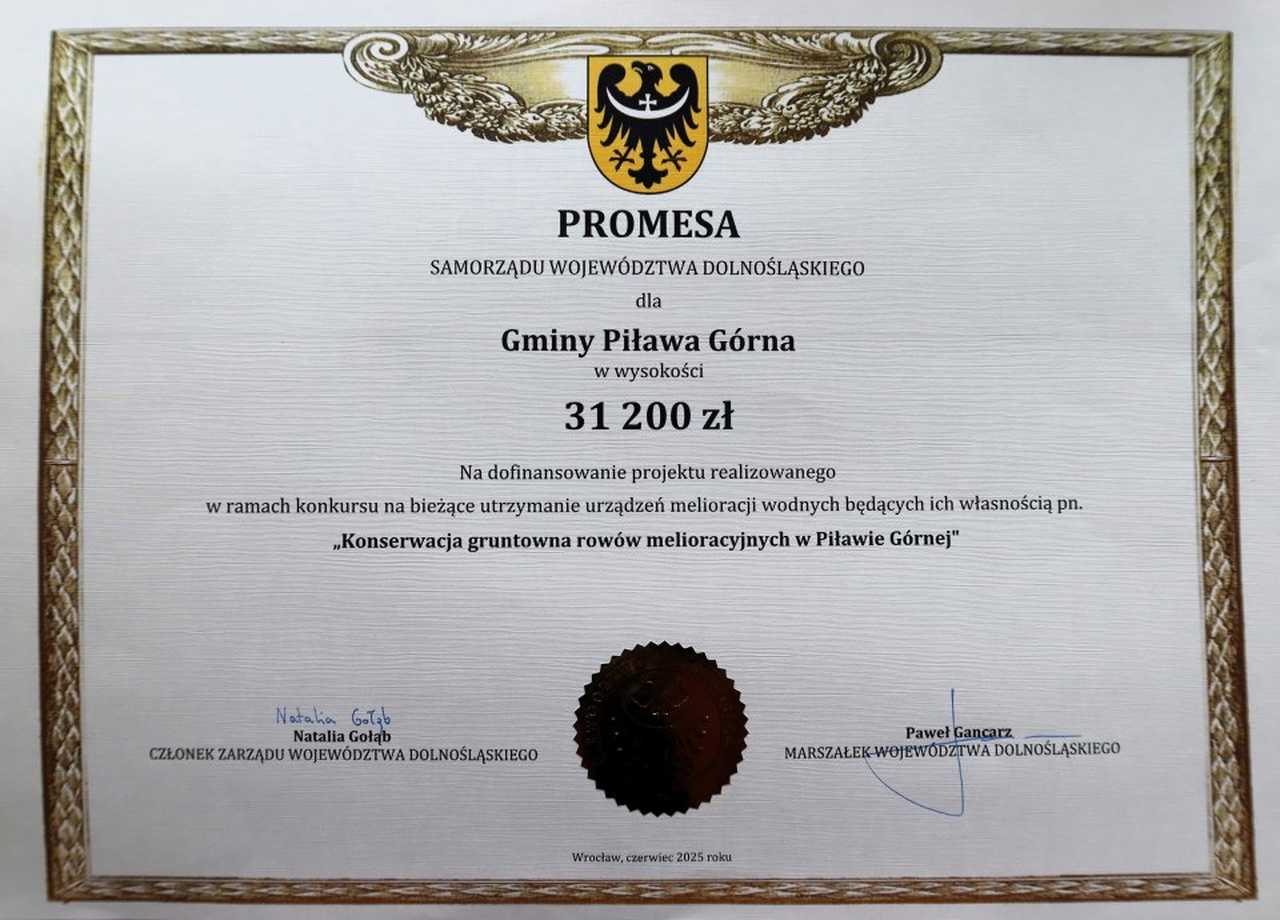 PROMESA
SAMORZĄDU WOJEWÓDZTWA DOLNOŚLĄSKIEGO
dla
Gminy Piława Górna
w wysokości
31 200 zł
Na dofinansowanie projektu realizowanego
w ramach konkursu na bieżące utrzymanie urządzeń melioracji wodnych będących ich własnością pn.
„Konserwacja gruntowna rowów melioracyjnych w Piławie Górnej"
Natalia Gołąb
Natalia Gołąb
CZŁONEK ZARZĄDU WOJEWÓDZTWA DOLNOŚLĄSKIEGO
Paweł Gancarz
MARSZAŁEK WOJEWÓDZTWA DOLNOŚLĄSKIEGO
Wrocław, czerwiec 2025 roku